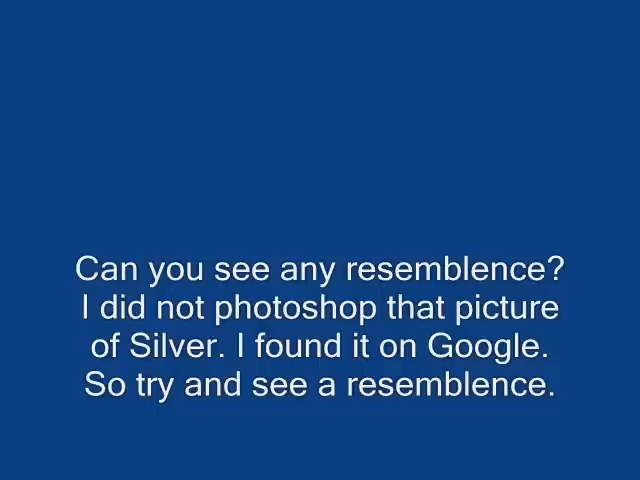 Can you see any resemblence?
I did not photoshop that picture
of Silver. I found it on Google.
So try and see a resemblence.